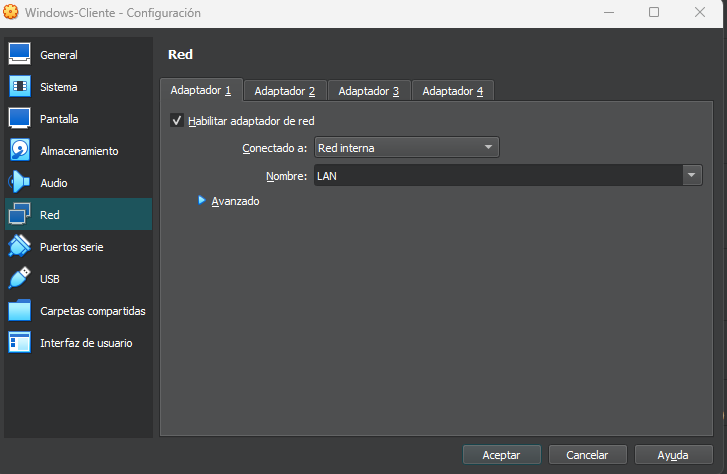 Windows-Cliente - Configuración
General
Sistema
Pantalla
Almacenamiento
Audio
Red
Puertos serie
USB
Carpetas compartidas
Interfaz de usuario
Red
Adaptador 1 Adaptador 2 Adaptador 3 Adaptador 4
Habilitar adaptador de red
Conectado a: Red interna
Nombre: LAN
Avanzado
Aceptar Cancelar Ayuda